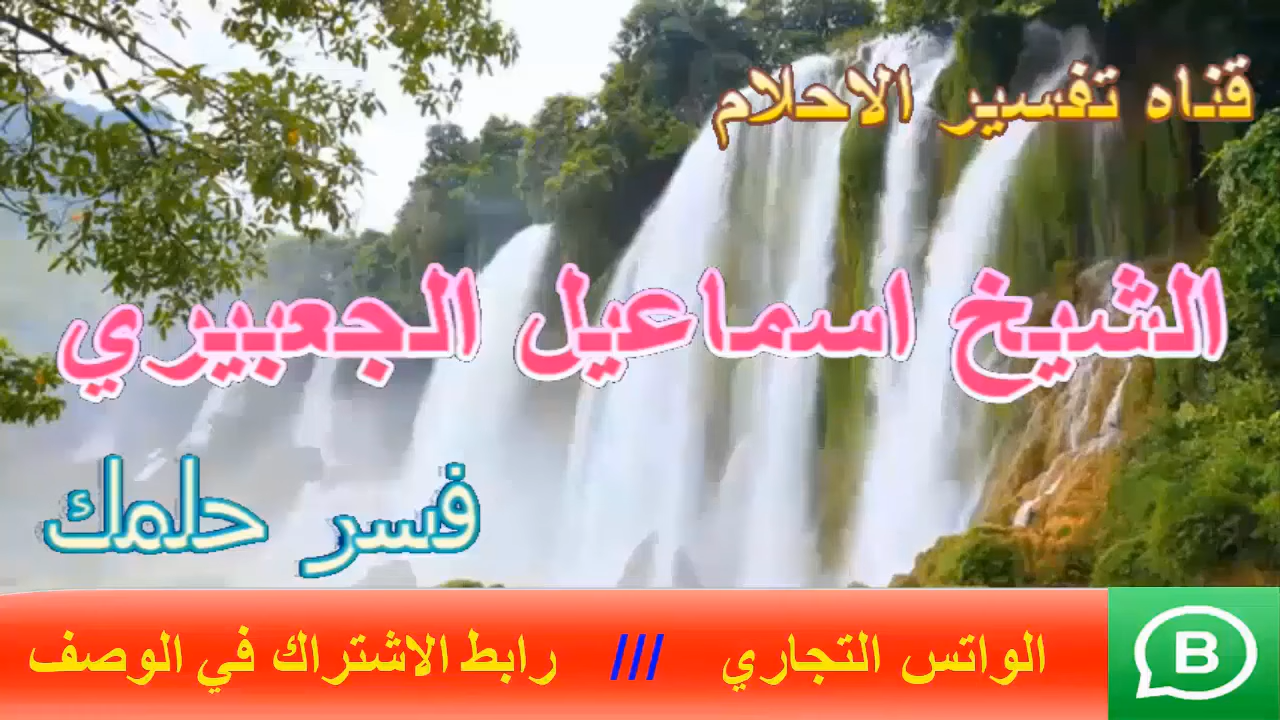 قناه تفسير الاحلام
الشيخ اسماعيل الجعبيري
فسر حلمك
الواتس التجاري /// رابط الاشتراك في الوصف
B